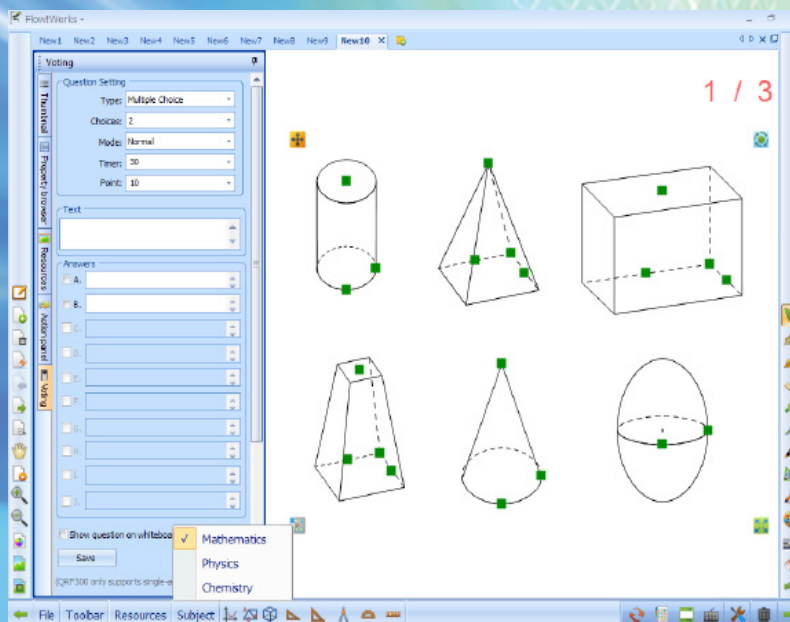 Flow!Works -
New1 New2 New3 New4 New5 New6 New7 New8 New9 New10
Voting
Thumbnail
Property browser
Resources
Action panel
Voting
Question Setting
Type: Multiple Choice
Choices: 2
Mode: Normal
Timer: 30
Point: 10
Text
Answers
A.
B.
C.
D.
E.
F.
G.
H.
I.
J.
Show question on whiteboa
Save
(QRF300 only supports single-a
1 / 3
Mathematics
Physics
Chemistry
File Toolbar Resources Subject